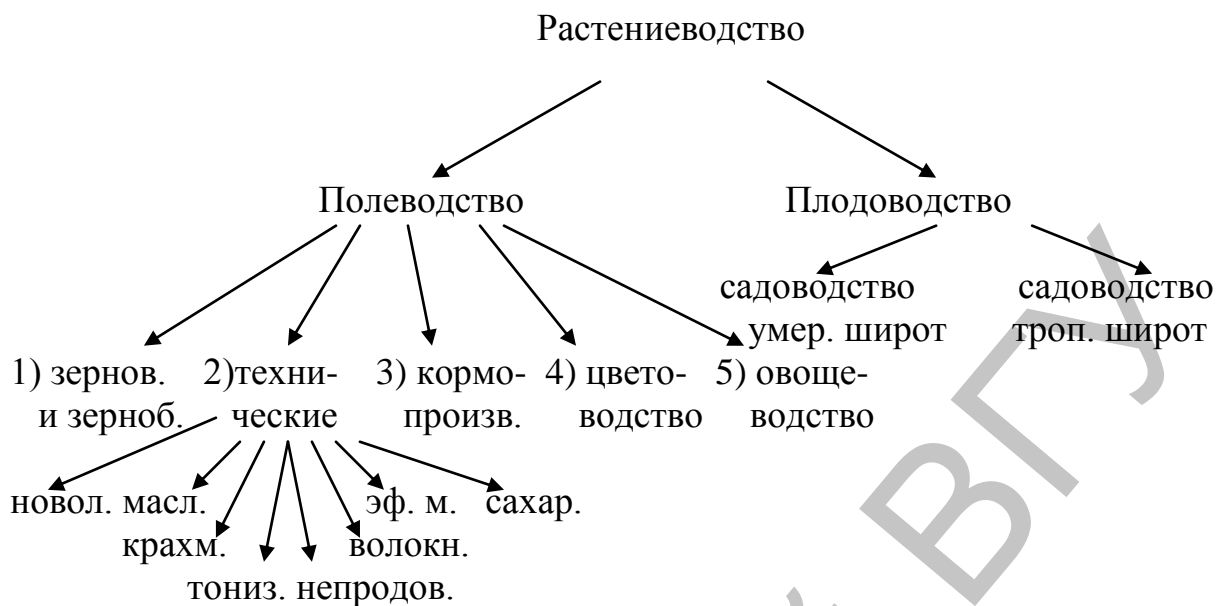 Растениеводство
Полеводство Плодоводство
садоводство садоводство
умер. широт троп. широт
1) зернов. 2)техни- 3) кормо- 4) цвето- 5) овоще-
и зерноб. ческие произв. водство водство
новол. масл. эф. м. сахар.
крахм. волокн.
тониз. непродов.
ВГУ